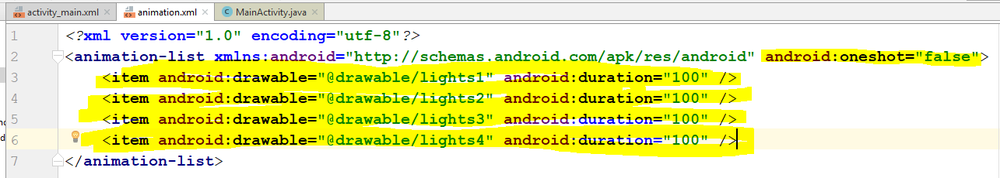 activity_main.xml animation.xml MainActivity.java
1 <?xml version="1.0" encoding="utf-8"?>
2 <animation-list xmlns:android="http://schemas.android.com/apk/res/android" android:oneshot="false">
3 <item android:drawable="@drawable/lights1" android:duration="100" />
4 <item android:drawable="@drawable/lights2" android:duration="100" />
5 <item android:drawable="@drawable/lights3" android:duration="100" />
6 <item android:drawable="@drawable/lights4" android:duration="100" />
7 </animation-list>